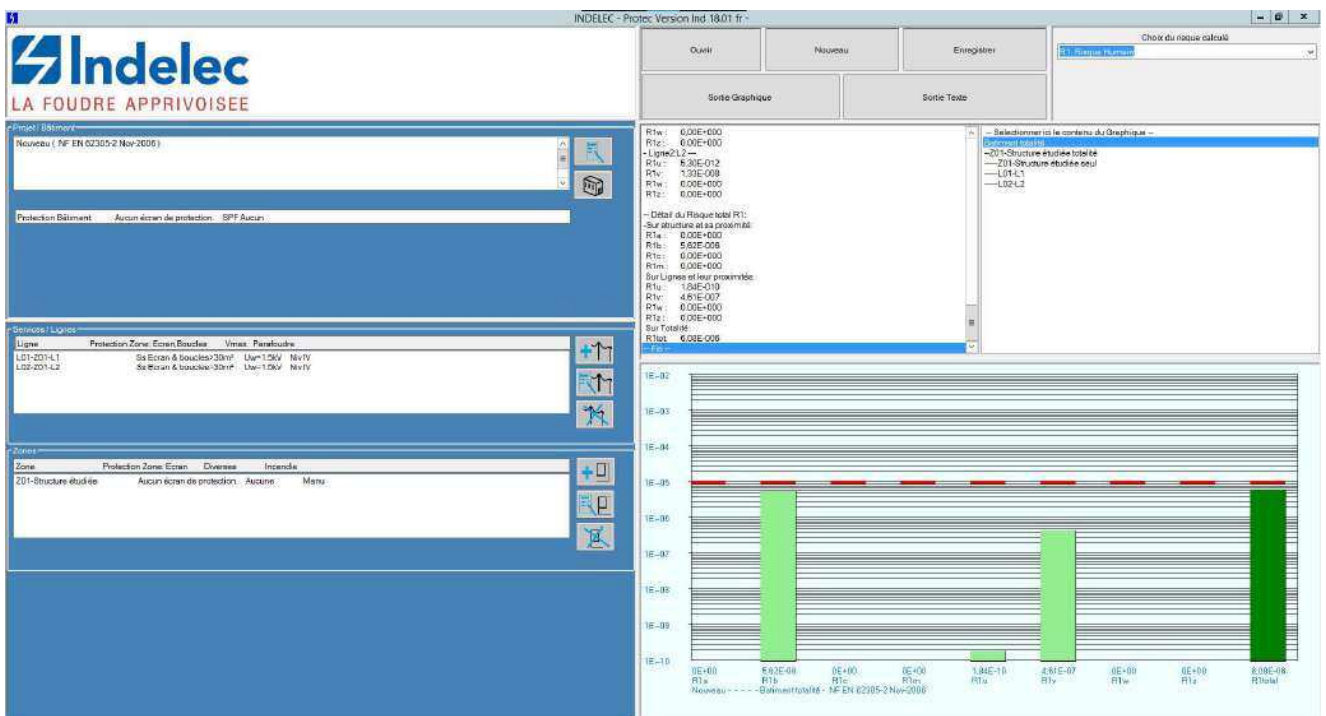 INDELEC - Protec Version Ind 18.01 fr -
Indelec
LA FOUDRE APPRIVOISEE
Ouvrir
Nouveau
Enregistrer
Choix du risque calculé
R1-Risque Humain
Sortie Graphique
Sortie Texte
Projet / Bâtiment
Nouveau ( NF EN 62305-2 Nov-2006 )
Protection Bâtiment Aucun écran de protection. SPF Aucun
Services / Lignes
Ligne Protection Zone: Ecran,Boucles Vmax Parafoudre
L01-Z01-L1 Ss Ecran & boucles>30m² Uw=1.5kV NivIV
L02-Z01-L2 Ss Ecran & boucles>30m² Uw=1.5kV NivIV
Zones
Zone Protection Zone: Ecran Diverses Incendie
Z01-Structure étudiée Aucun écran de protection. Aucune Manu
R1w : 0,00E+000
R1z : 0,00E+000
- Ligne2:L2 ---
R1u : 5,30E-012
R1v: 1,33E-008
R1w : 0,00E+000
R1z : 0,00E+000
-- Détail du Risque total R1:
-Sur structure et sa proximité:
R1a : 0,00E+000
R1b : 5,62E-006
R1c : 0,00E+000
R1m : 0,00E+000
Sur Lignes et leur proximitée:
R1u : 1,84E-010
R1v: 4,61E-007
R1w : 0,00E+000
R1z : 0,00E+000
Sur Totalité:
R1tot: 6,08E-006
-- Fin --
-- Selectionner ici le contenu du Graphique --
Batiment totalité
--Z01-Structure étudiée totalité
----Z01-Structure étudiée seul
----L01-L1
----L02-L2
1E-02
1E-03
1E-04
1E-05
1E-06
1E-07
1E-08
1E-09
1E-10
0E+00 5,62E-06 0E+00 0E+00 1,84E-10 4,61E-07 0E+00 0E+00 6,08E-06
R1a R1b R1c R1m R1u R1v R1w R1z R1total
Nouveau - - - - - Batiment totalité - NF EN 62305-2 Nov-2006